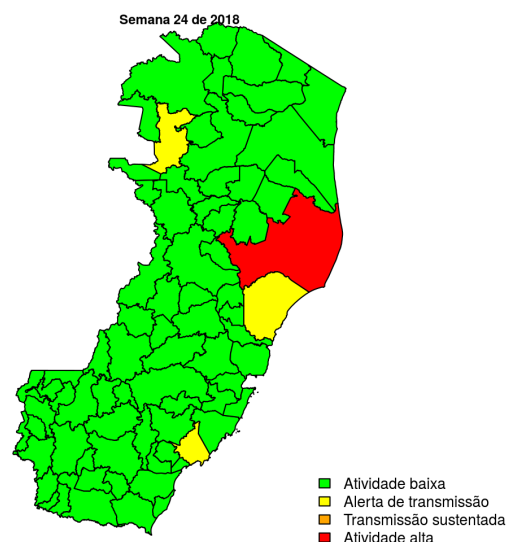 Semana 24 de 2018
Atividade baixa
Alerta de transmissão
Transmissão sustentada
Atividade alta